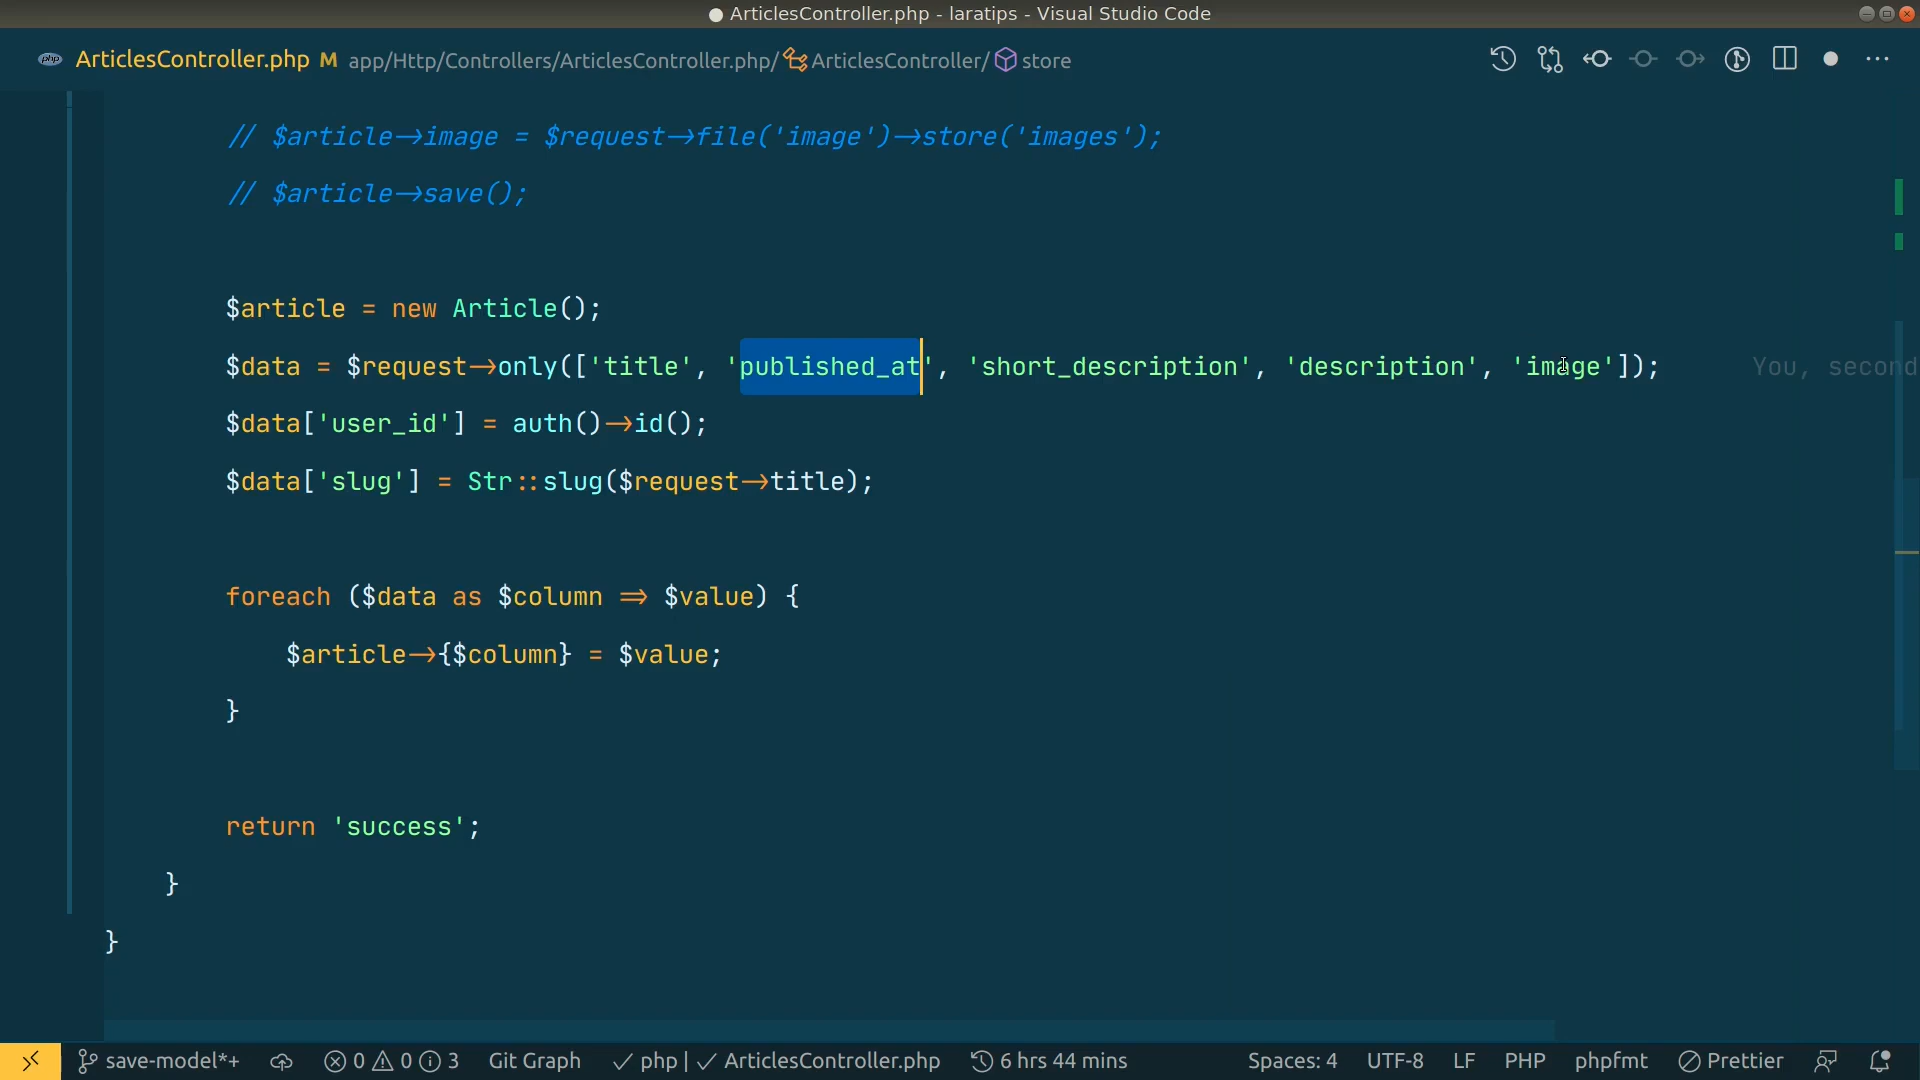 ArticlesController.php - laratips - Visual Studio Code
php ArticlesController.php M app/Http/Controllers/ArticlesController.php/ArticlesController/store
// $article->image = $request->file('image')->store('images');
// $article->save();
$article = new Article();
$data = $request->only(['title', 'published_at', 'short_description', 'description', 'image']); You, second
$data['user_id'] = auth()->id();
$data['slug'] = Str::slug($request->title);
foreach ($data as $column => $value) {
$article->{$column} = $value;
}
return 'success';
}
}
save-model*+ 0 0 3 Git Graph php | ArticlesController.php 6 hrs 44 mins Spaces: 4 UTF-8 LF PHP phpfmt Prettier